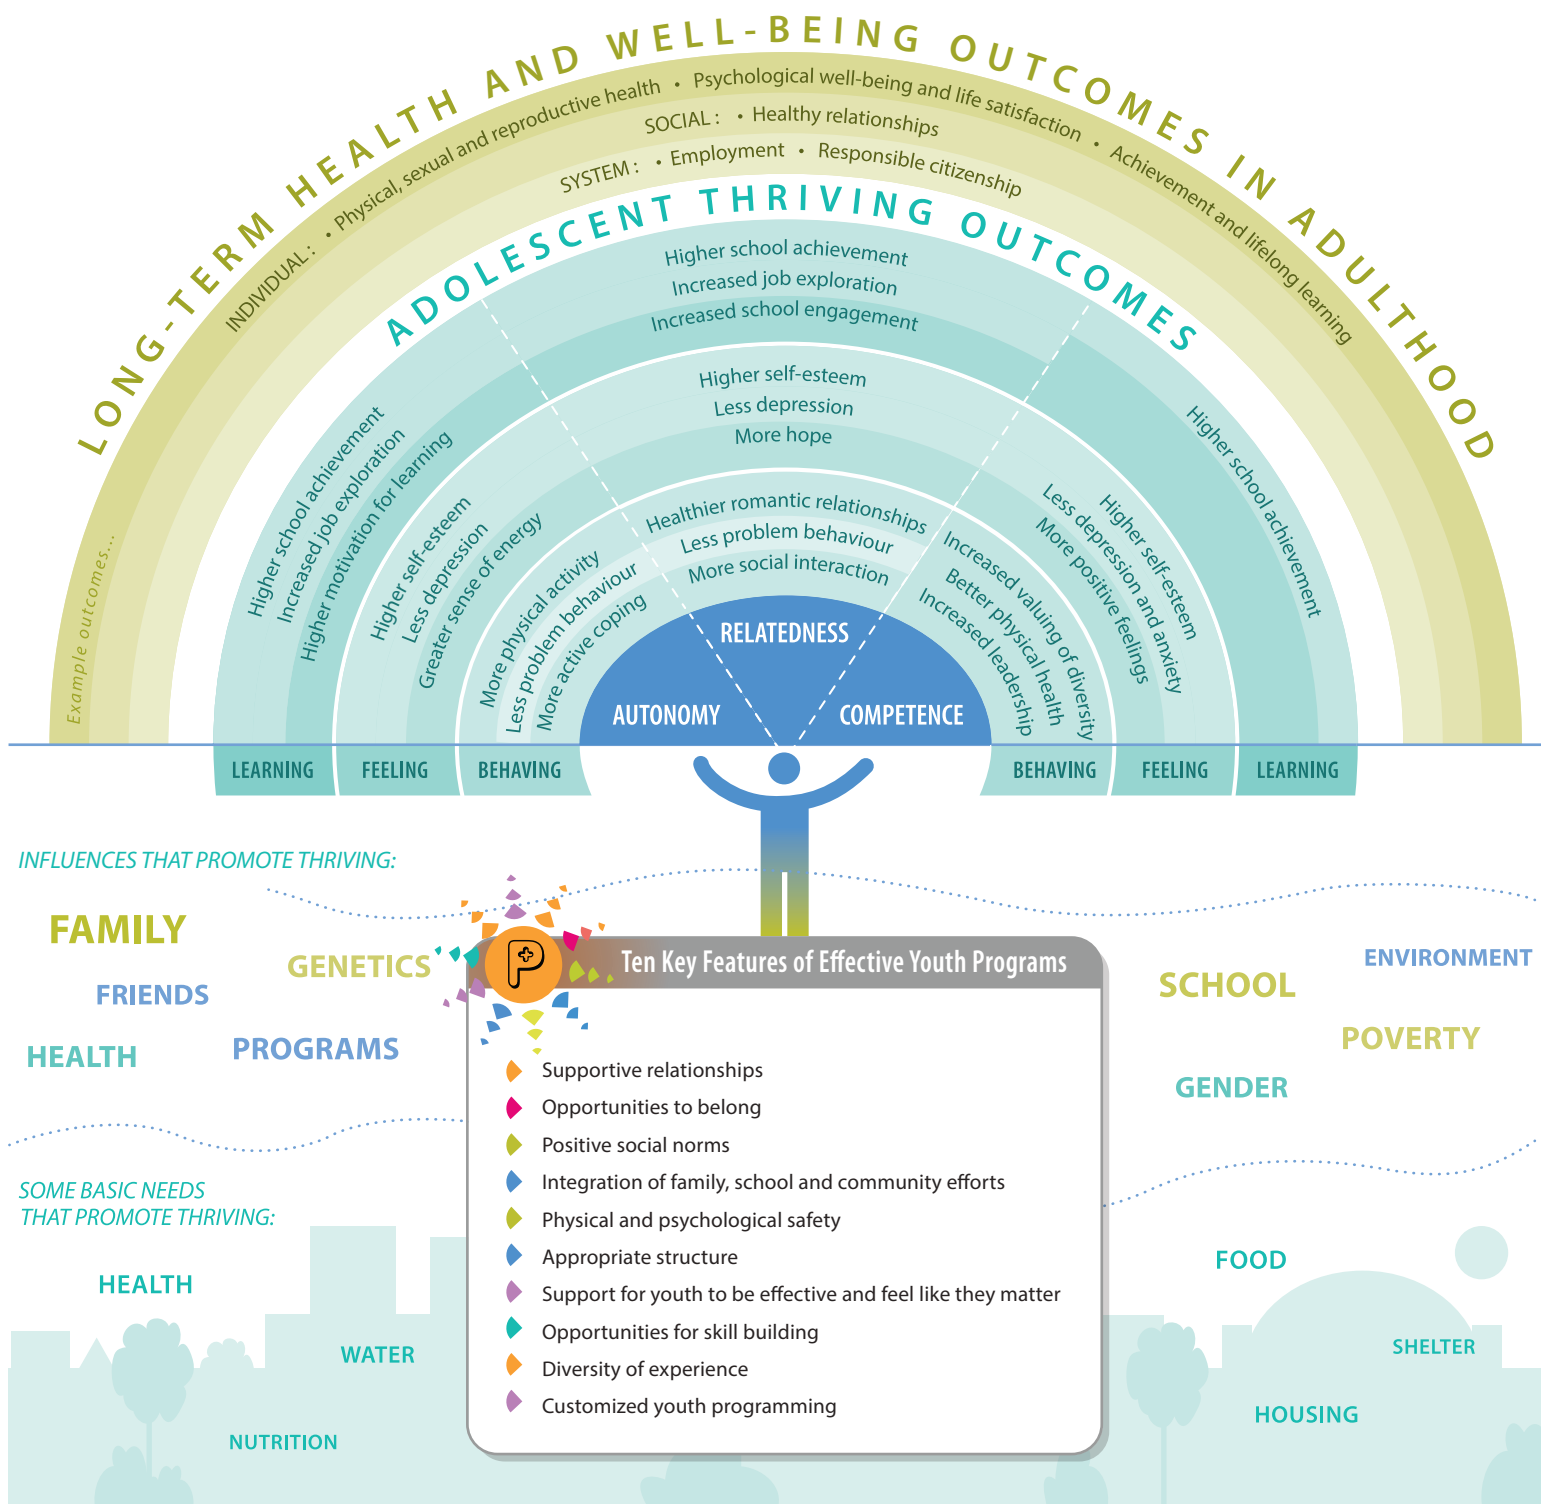 LONG-TERM HEALTH AND WELL-BEING OUTCOMES IN ADULTHOOD
INDIVIDUAL : • Physical, sexual and reproductive health • Psychological well-being and life satisfaction • Achievement and lifelong learning
SOCIAL : • Healthy relationships
SYSTEM : • Employment • Responsible citizenship
Example outcomes...
ADOLESCENT THRIVING OUTCOMES
Higher school achievement
Increased job exploration
Higher motivation for learning
Higher self-esteem
Less depression
Greater sense of energy
More physical activity
Less problem behaviour
More active coping
Higher school achievement
Increased job exploration
Increased school engagement
Higher self-esteem
Less depression
More hope
Healthier romantic relationships
Less problem behaviour
More social interaction
Higher school achievement
Higher self-esteem
Less depression and anxiety
More positive feelings
Increased valuing of diversity
Better physical health
Increased leadership
RELATEDNESS
AUTONOMY
COMPETENCE
LEARNING
FEELING
BEHAVING
BEHAVING
FEELING
LEARNING
INFLUENCES THAT PROMOTE THRIVING:
FAMILY
GENETICS
FRIENDS
HEALTH
PROGRAMS
ENVIRONMENT
SCHOOL
POVERTY
GENDER
P
Ten Key Features of Effective Youth Programs
Supportive relationships
Opportunities to belong
Positive social norms
Integration of family, school and community efforts
Physical and psychological safety
Appropriate structure
Support for youth to be effective and feel like they matter
Opportunities for skill building
Diversity of experience
Customized youth programming
SOME BASIC NEEDS
THAT PROMOTE THRIVING:
HEALTH
WATER
NUTRITION
FOOD
SHELTER
HOUSING